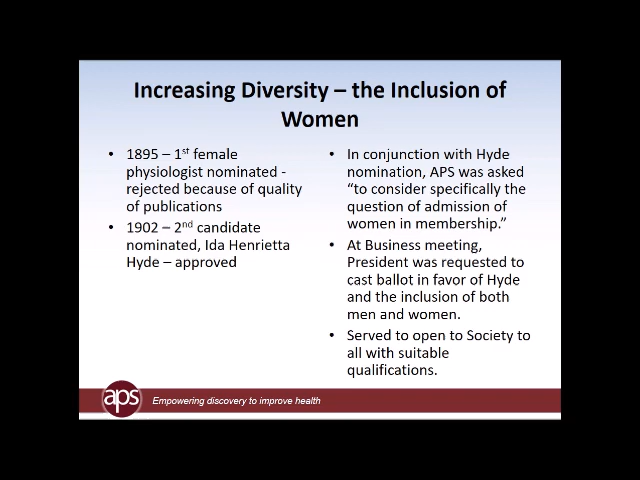 Increasing Diversity – the Inclusion of
Women
• 1895 – 1st female
physiologist nominated -
rejected because of quality
of publications
• 1902 – 2nd candidate
nominated, Ida Henrietta
Hyde – approved
• In conjunction with Hyde
nomination, APS was asked
“to consider specifically the
question of admission of
women in membership.”
• At Business meeting,
President was requested to
cast ballot in favor of Hyde
and the inclusion of both
men and women.
• Served to open to Society to
all with suitable
qualifications.
aps
Empowering discovery to improve health